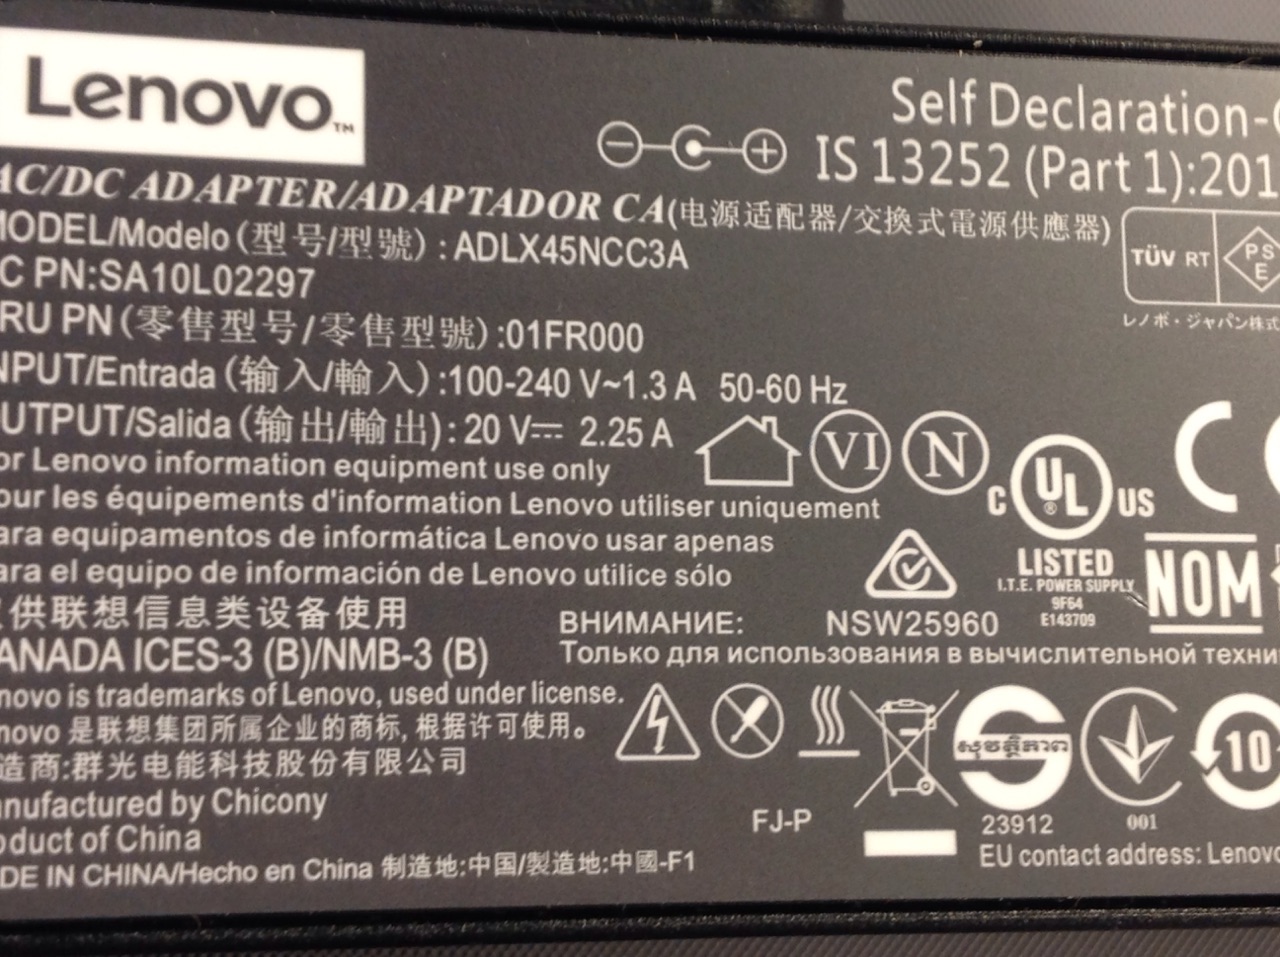 Lenovo™
Self Declaration-
IS 13252 (Part 1):201
AC/DC ADAPTER/ADAPTADOR CA(电源适配器/交換式電源供應器)
MODEL/Modelo(型号/型號) : ADLX45NCC3A
C PN:SA10L02297
RU PN(零售型号/零售型號):01FR000
NPUT/Entrada(输入/輸入):100-240 V~1.3 A 50-60 Hz
UTPUT/Salida(输出/輸出): 20 V⎓ 2.25 A
TÜV RT
PS
E
レノボ・ジャパン株式
VI
N
or Lenovo information equipment use only
our les équipements d'information Lenovo utiliser uniquement
ara equipamentos de informática Lenovo usar apenas
ara el equipo de información de Lenovo utilice sólo
供联想信息类设备使用
CANADA ICES-3 (B)/NMB-3 (B)
C UL® US
LISTED
I.T.E. POWER SUPPLY
9F64
E143709
CE
NOM
ВНИМАНИЕ:
NSW25960
Только для использования в вычислительной техни
novo is trademarks of Lenovo, used under license.
novo 是联想集团所属企业的商标,根据许可使用。
造商:群光电能科技股份有限公司
anufactured by Chicony
oduct of China
DE IN CHINA/Hecho en China 制造地:中国/製造地:中國-F1
FJ-P
23912
001
10
EU contact address: Lenovo